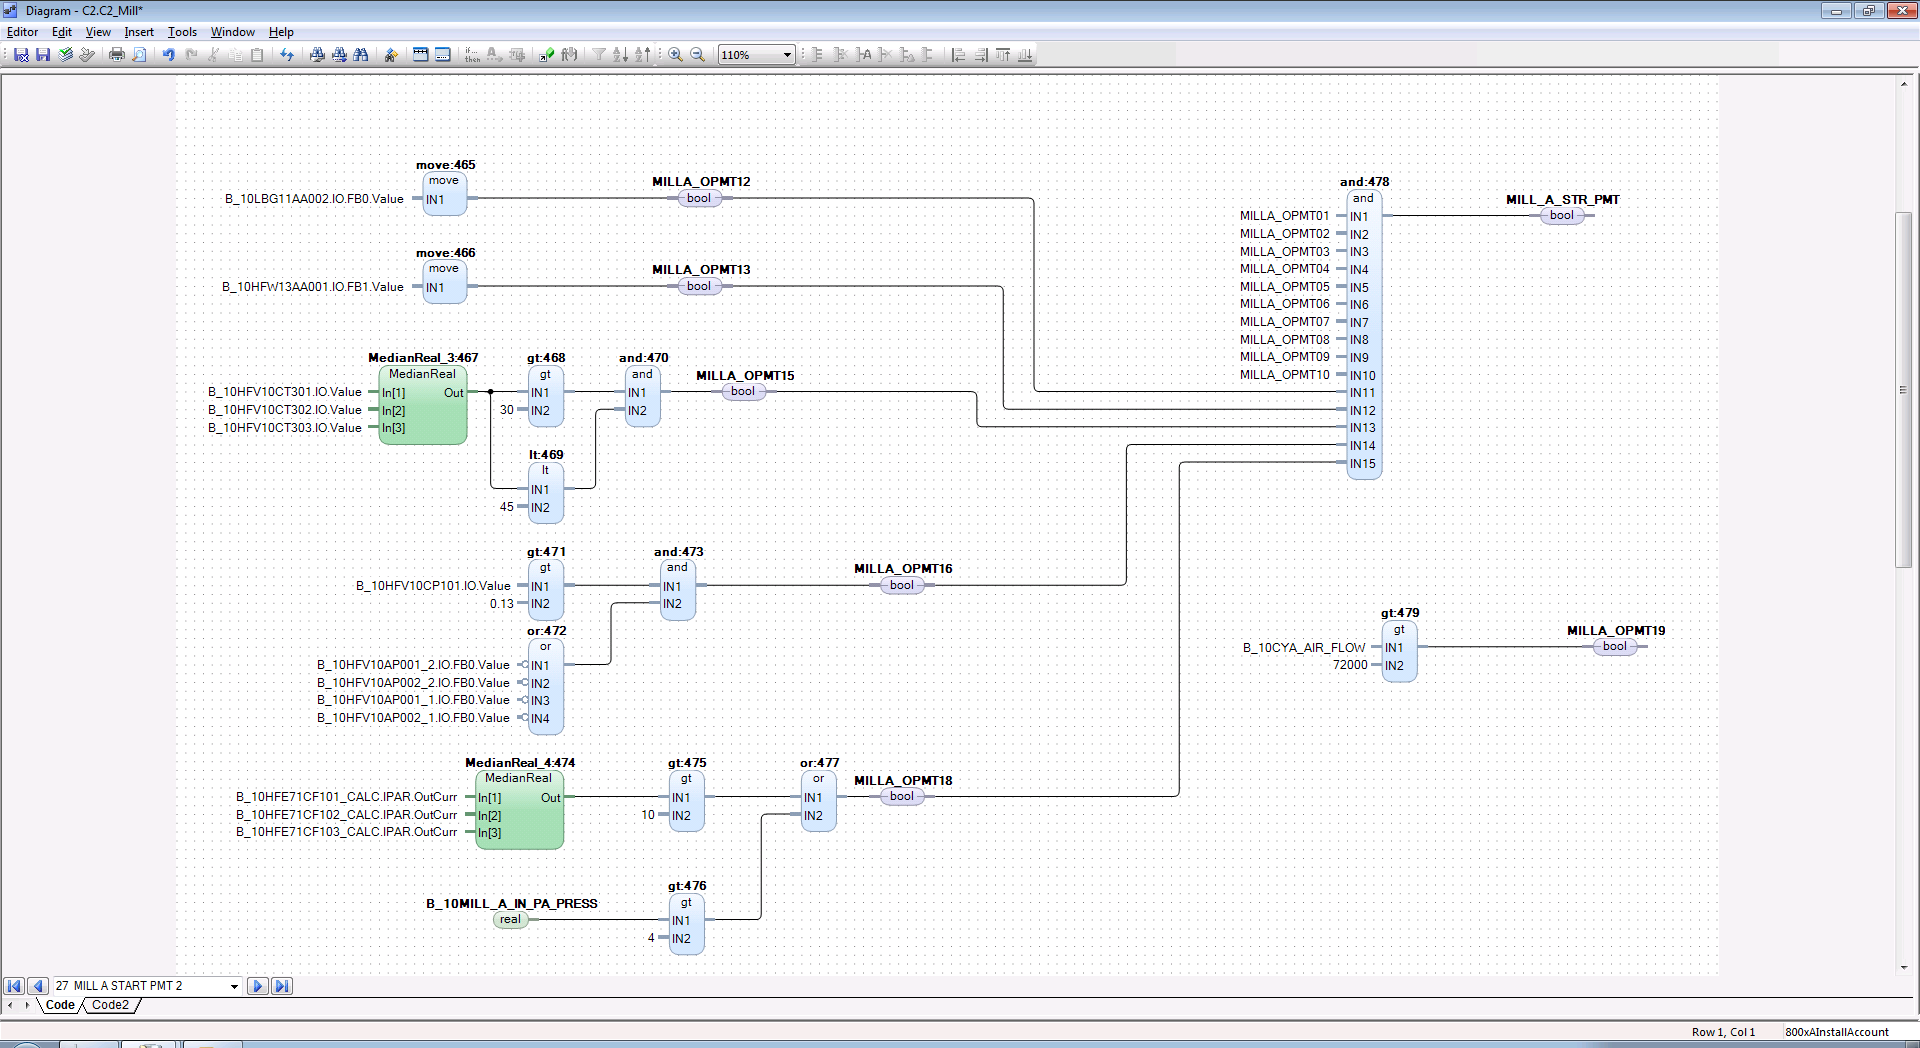 Diagram - C2.C2_Mill*
Editor Edit View Insert Tools Window Help
if... then
110%
move:465
move
B_10LBG11AA002.IO.FB0.Value IN1
MILLA_OPMT12
bool
move:466
move
B_10HFW13AA001.IO.FB1.Value IN1
MILLA_OPMT13
bool
MedianReal_3:467
MedianReal
B_10HFV10CT301.IO.Value In[1] Out
B_10HFV10CT302.IO.Value In[2]
B_10HFV10CT303.IO.Value In[3]
gt:468
gt
IN1
30 IN2
and:470
and
IN1
IN2
MILLA_OPMT15
bool
lt:469
lt
IN1
45 IN2
gt:471
gt
B_10HFV10CP101.IO.Value IN1
0.13 IN2
and:473
and
IN1
IN2
MILLA_OPMT16
bool
or:472
or
B_10HFV10AP001_2.IO.FB0.Value IN1
B_10HFV10AP002_2.IO.FB0.Value IN2
B_10HFV10AP001_1.IO.FB0.Value IN3
B_10HFV10AP002_1.IO.FB0.Value IN4
MedianReal_4:474
MedianReal
B_10HFE71CF101_CALC.IPAR.OutCurr In[1] Out
B_10HFE71CF102_CALC.IPAR.OutCurr In[2]
B_10HFE71CF103_CALC.IPAR.OutCurr In[3]
gt:475
gt
IN1
10 IN2
or:477
or
IN1
IN2
MILLA_OPMT18
bool
gt:476
gt
B_10MILL_A_IN_PA_PRESS
real
IN1
4 IN2
and:478
and
MILLA_OPMT01 IN1
MILLA_OPMT02 IN2
MILLA_OPMT03 IN3
MILLA_OPMT04 IN4
MILLA_OPMT05 IN5
MILLA_OPMT06 IN6
MILLA_OPMT07 IN7
MILLA_OPMT08 IN8
MILLA_OPMT09 IN9
MILLA_OPMT10 IN10
IN11
IN12
IN13
IN14
IN15
MILL_A_STR_PMT
bool
gt:479
gt
B_10CYA_AIR_FLOW IN1
72000 IN2
MILLA_OPMT19
bool
27 MILL A START PMT 2
Code Code2
Row 1, Col 1 800xAInstallAccount